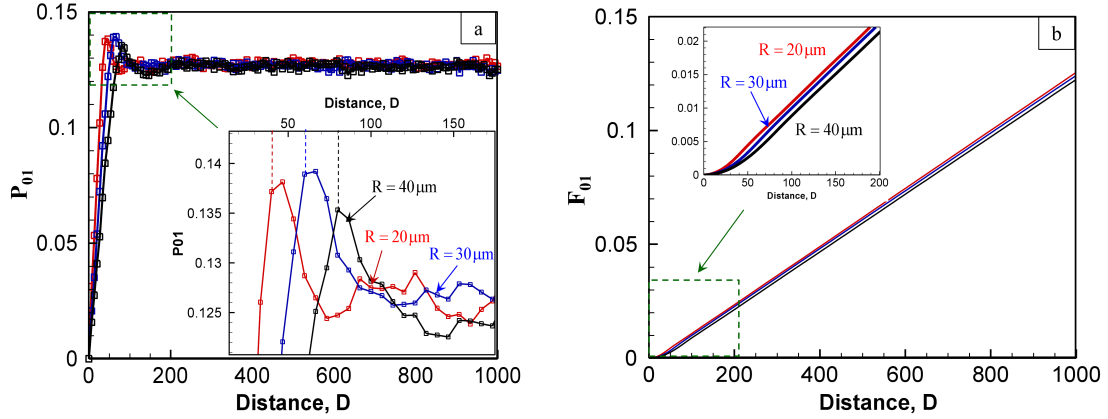 a
0.15
0.1
0.05
0
P01
0 200 400 600 800 1000
Distance, D
Distance, D
50 100 150
0.14
0.135
0.13
0.125
P01
R = 40μm
R = 20μm
R = 30μm
b
0.15
0.1
0.05
0
F01
0 200 400 600 800 1000
Distance, D
0.02
0.015
0.01
0.005
0
0 50 100 150 200
Distance, D
R = 20μm
R = 30μm
R = 40μm